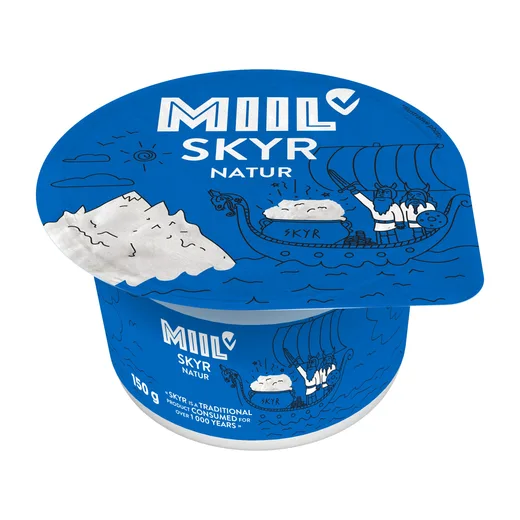 MIIL
SKYR
NATUR
SKYR
MIIL
SKYR
NATUR
150 g
« SKYR IS A TRADITIONAL
PRODUCT CONSUMED FOR
OVER 1 000 YEARS »
SKYR